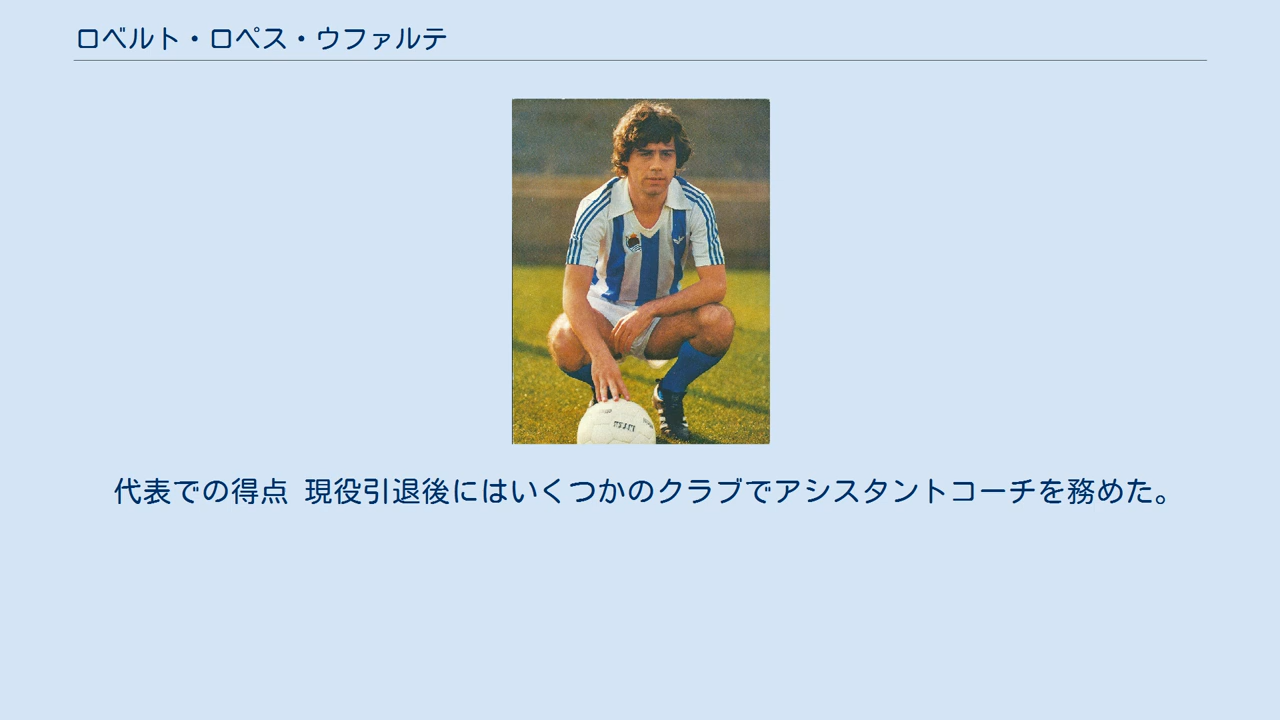 ロベルト・ロペス・ウファルテ
代表での得点 現役引退後にはいくつかのクラブでアシスタントコーチを務めた。